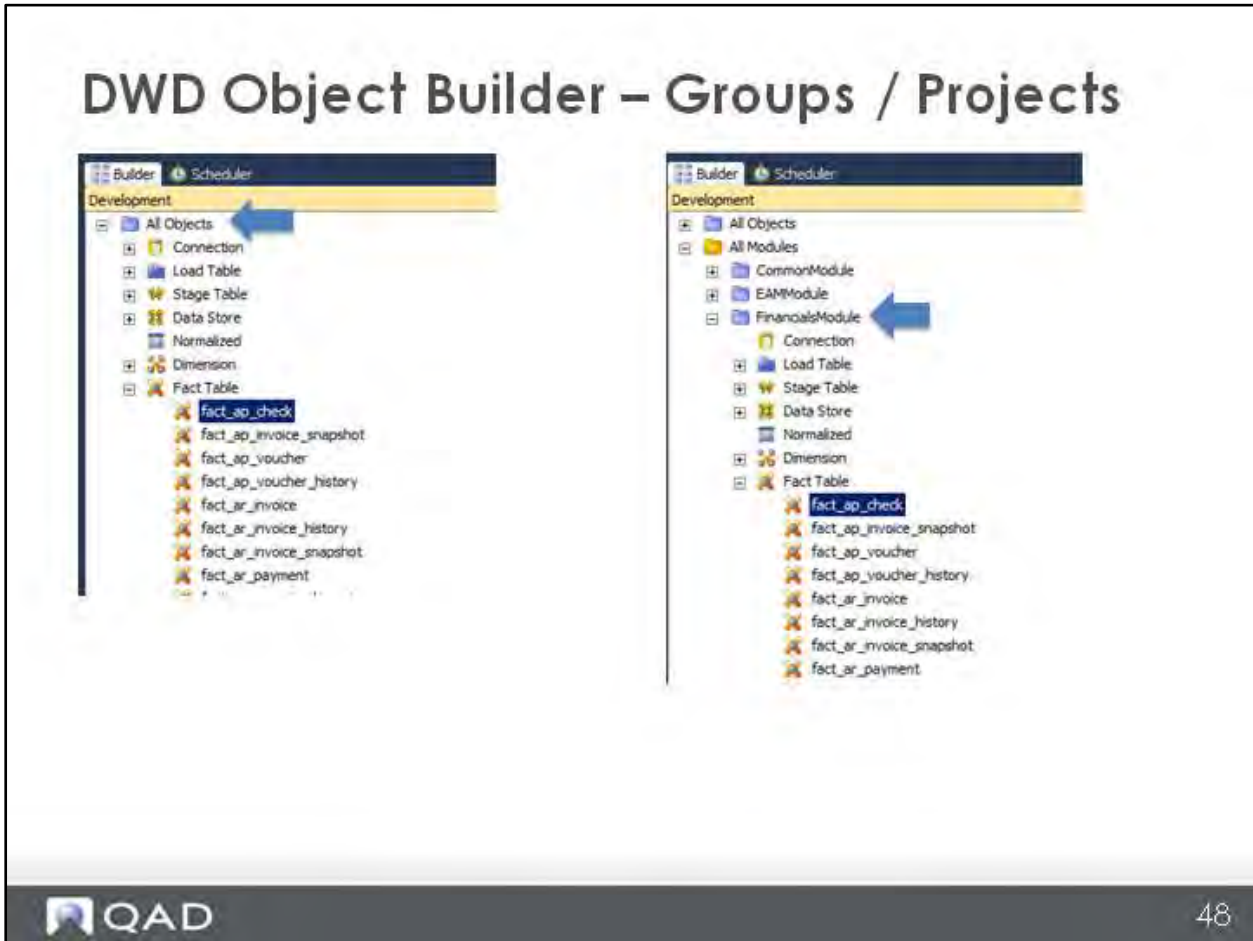 DWD Object Builder – Groups / Projects
Builder
Scheduler
Development
All Objects
Connection
Load Table
Stage Table
Data Store
Normalized
Dimension
Fact Table
fact_ap_check
fact_ap_invoice_snapshot
fact_ap_voucher
fact_ap_voucher_history
fact_ar_invoice
fact_ar_invoice_history
fact_ar_invoice_snapshot
fact_ar_payment
Builder
Scheduler
Development
All Objects
All Modules
CommonModule
EAMModule
FinancialsModule
Connection
Load Table
Stage Table
Data Store
Normalized
Dimension
Fact Table
fact_ap_check
fact_ap_invoice_snapshot
fact_ap_voucher
fact_ap_voucher_history
fact_ar_invoice
fact_ar_invoice_history
fact_ar_invoice_snapshot
fact_ar_payment
QAD
48